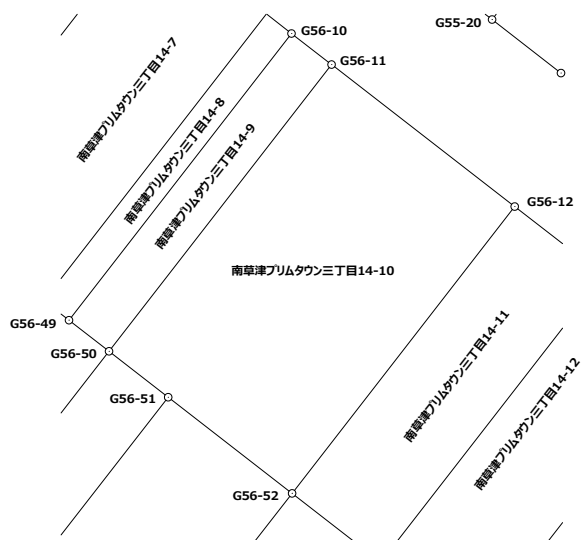 G55-20
G56-10
G56-11
南草津プリムタウン三丁目14-7
南草津プリムタウン三丁目14-8
南草津プリムタウン三丁目14-9
G56-12
南草津プリムタウン三丁目14-10
G56-49
G56-50
南草津プリムタウン三丁目14-11
南草津プリムタウン三丁目14-12
G56-51
G56-52